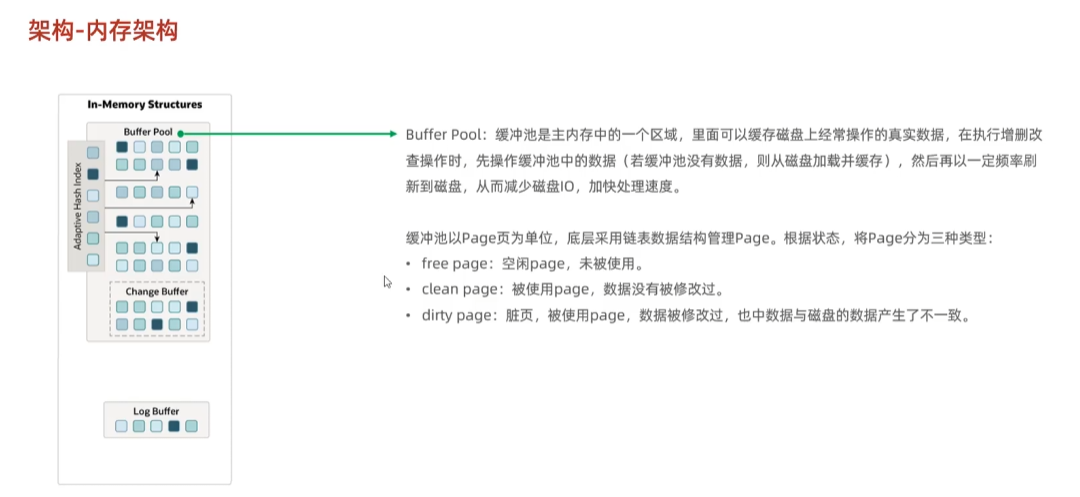 架构-内存架构
In-Memory Structures
Buffer Pool
Adaptive Hash Index
Change Buffer
Log Buffer
Buffer Pool：缓冲池是主内存中的一个区域，里面可以缓存磁盘上经常操作的真实数据，在执行增删改
查操作时，先操作缓冲池中的数据（若缓冲池没有数据，则从磁盘加载并缓存），然后再以一定频率刷
新到磁盘，从而减少磁盘IO，加快处理速度。
缓冲池以Page页为单位，底层采用链表数据结构管理Page。根据状态，将Page分为三种类型：
• free page：空闲page，未被使用。
• clean page：被使用page，数据没有被修改过。
• dirty page：脏页，被使用page，数据被修改过，也中数据与磁盘的数据产生了不一致。